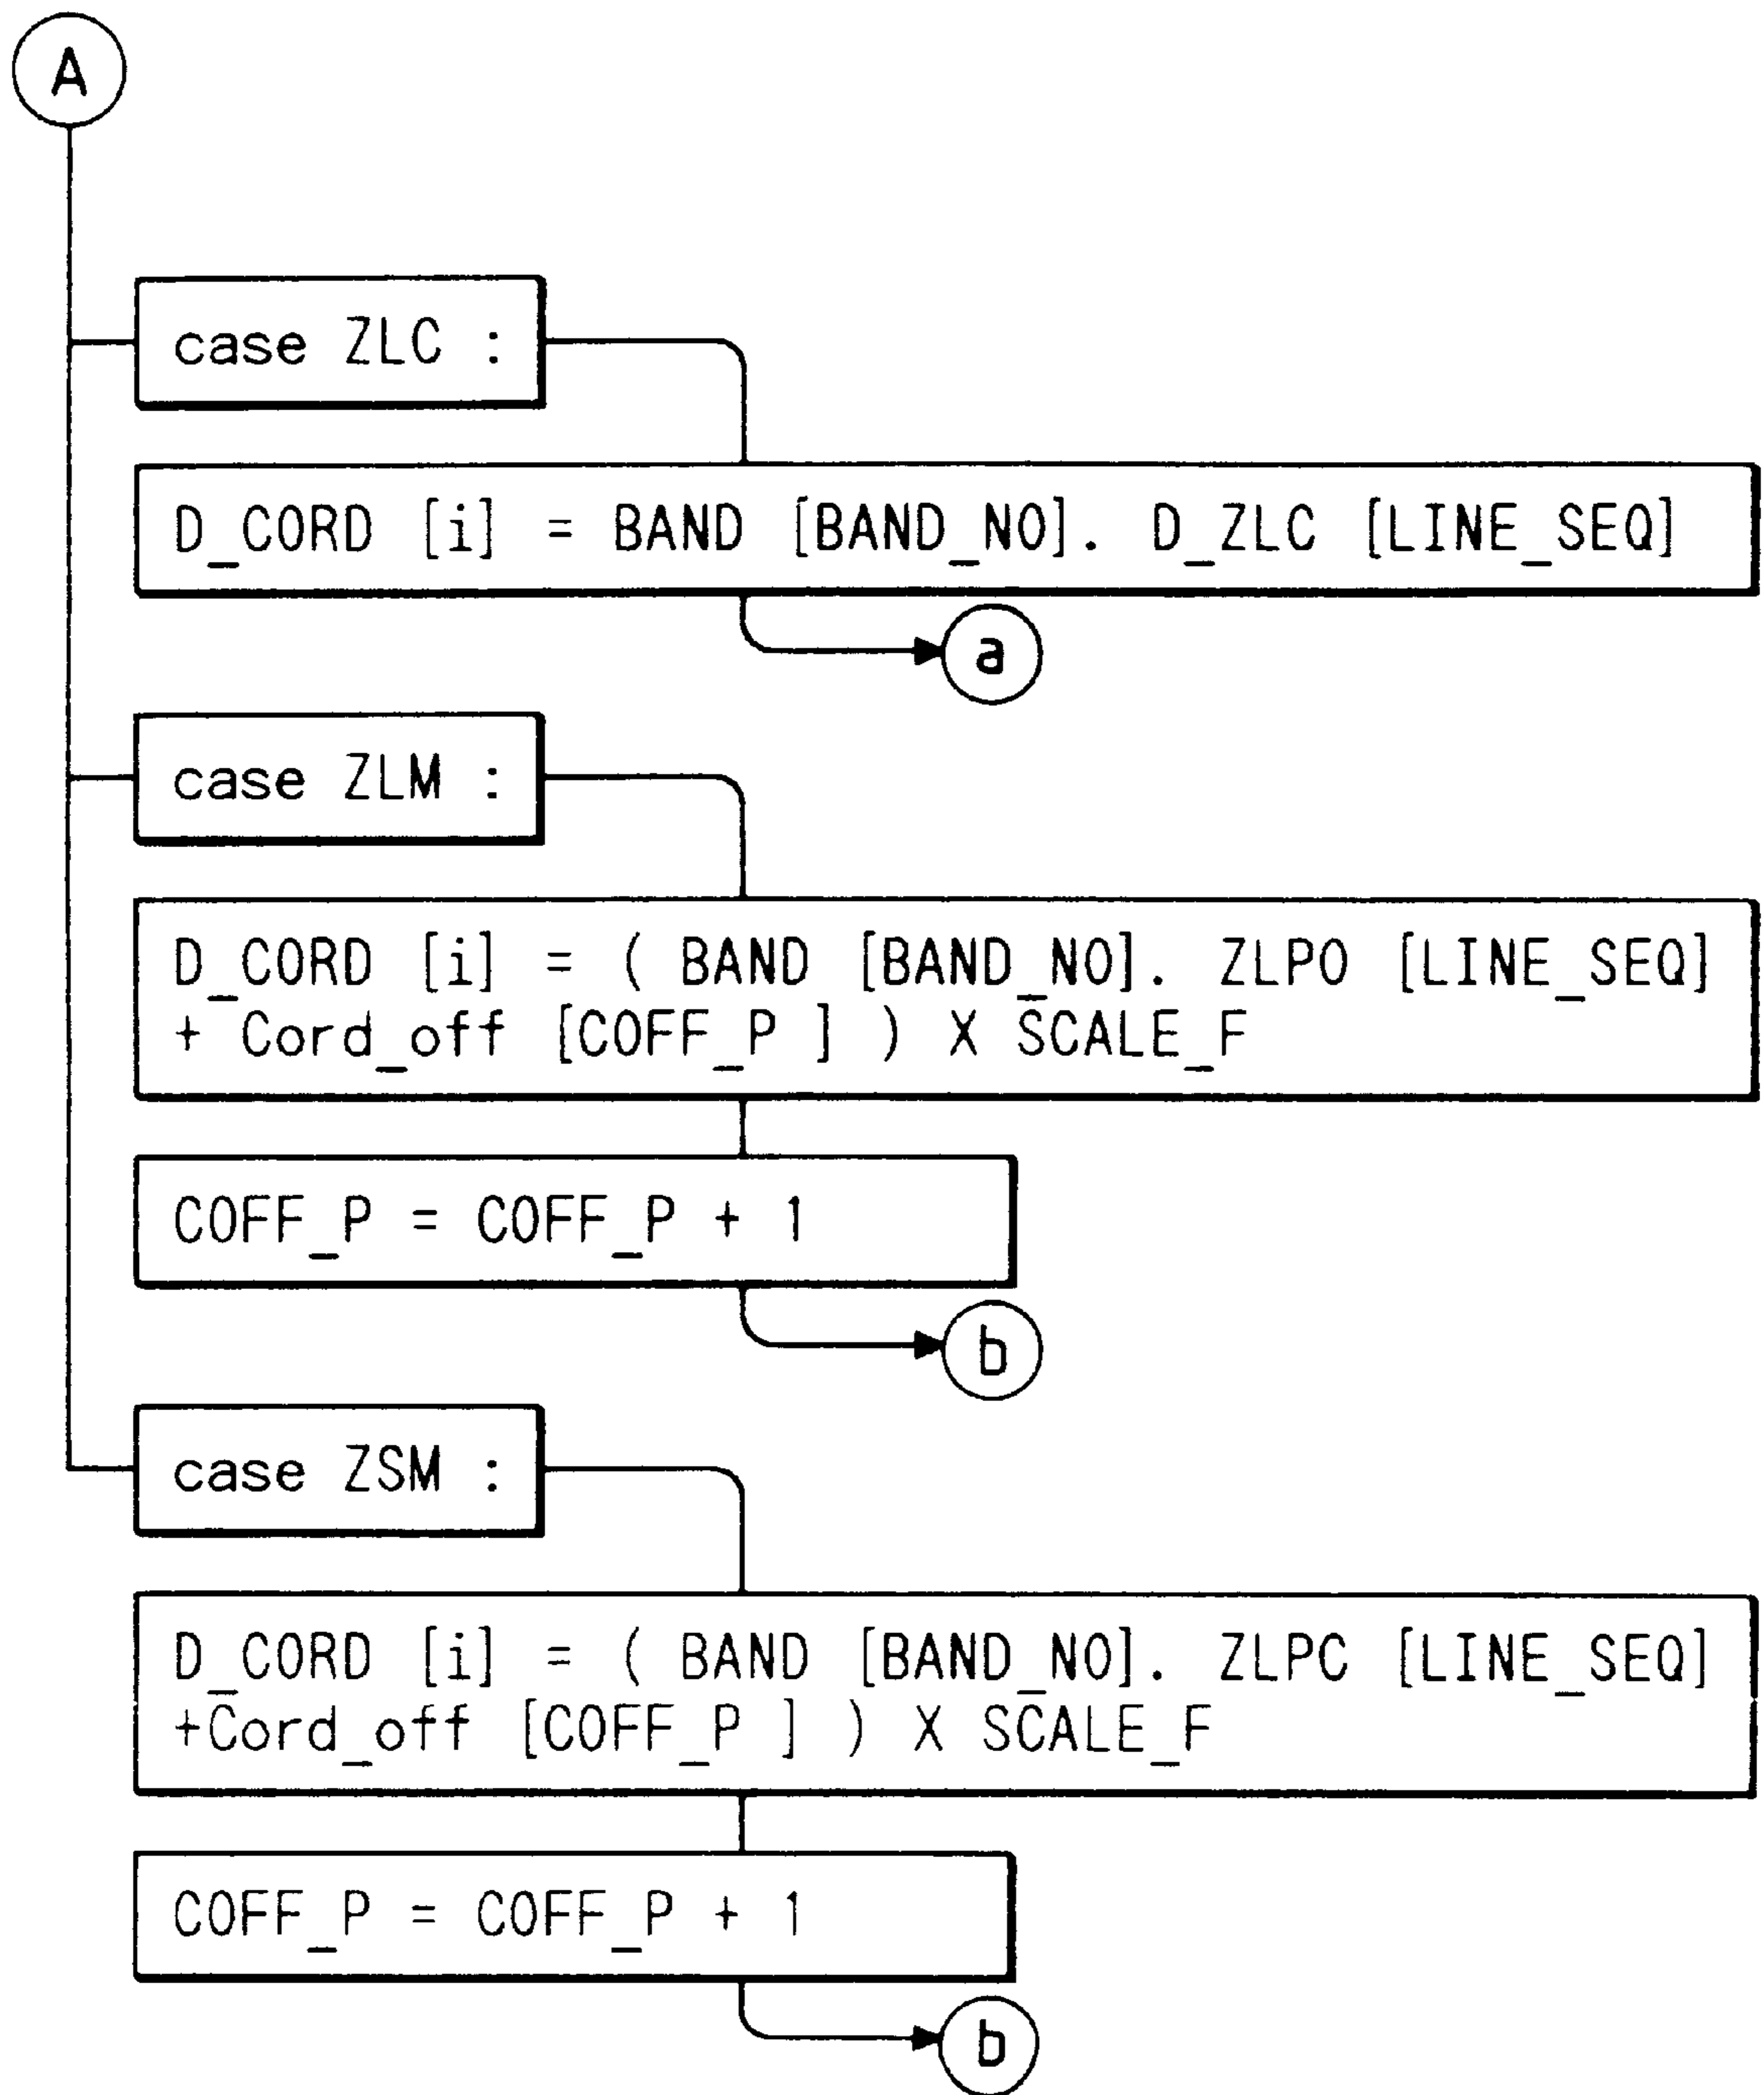 A
case ZLC :
D_CORD [i] = BAND [BAND_NO]. D_ZLC [LINE_SEQ]
a
case ZLM :
D_CORD [i] = ( BAND [BAND_NO]. ZLPO [LINE_SEQ]
+ Cord_off [COFF_P ] ) X SCALE_F
COFF_P = COFF_P + 1
b
case ZSM :
D_CORD [i] = ( BAND [BAND_NO]. ZLPC [LINE_SEQ]
+Cord_off [COFF_P ] ) X SCALE_F
COFF_P = COFF_P + 1
b